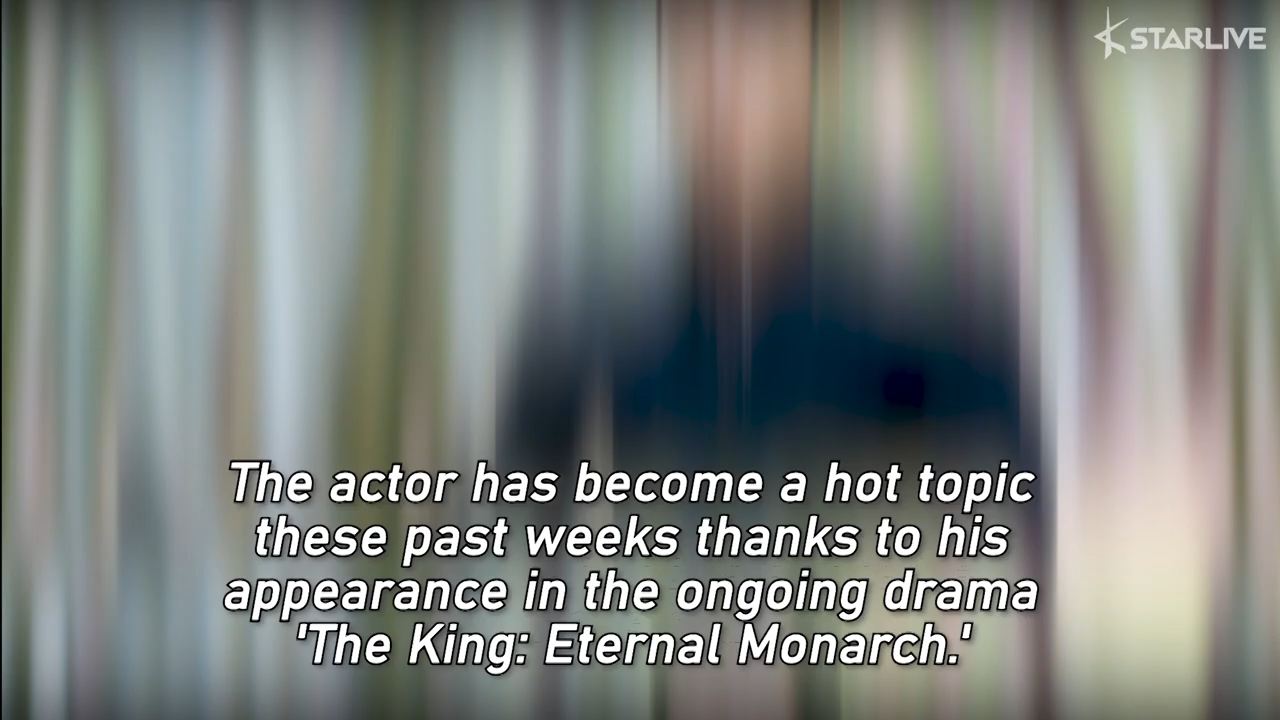 STARLIVE
The actor has become a hot topic
these past weeks thanks to his
appearance in the ongoing drama
'The King: Eternal Monarch.'